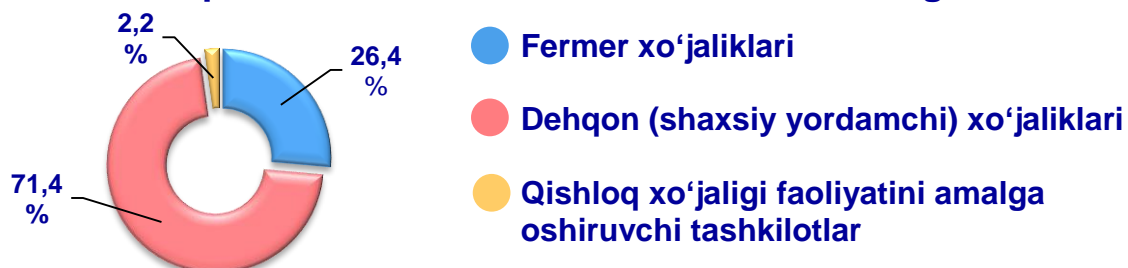 2,2
%
26,4
%
71,4
%
Fermer xo‘jaliklari
Dehqon (shaxsiy yordamchi) xo‘jaliklari
Qishloq xo‘jaligi faoliyatini amalga
oshiruvchi tashkilotlar